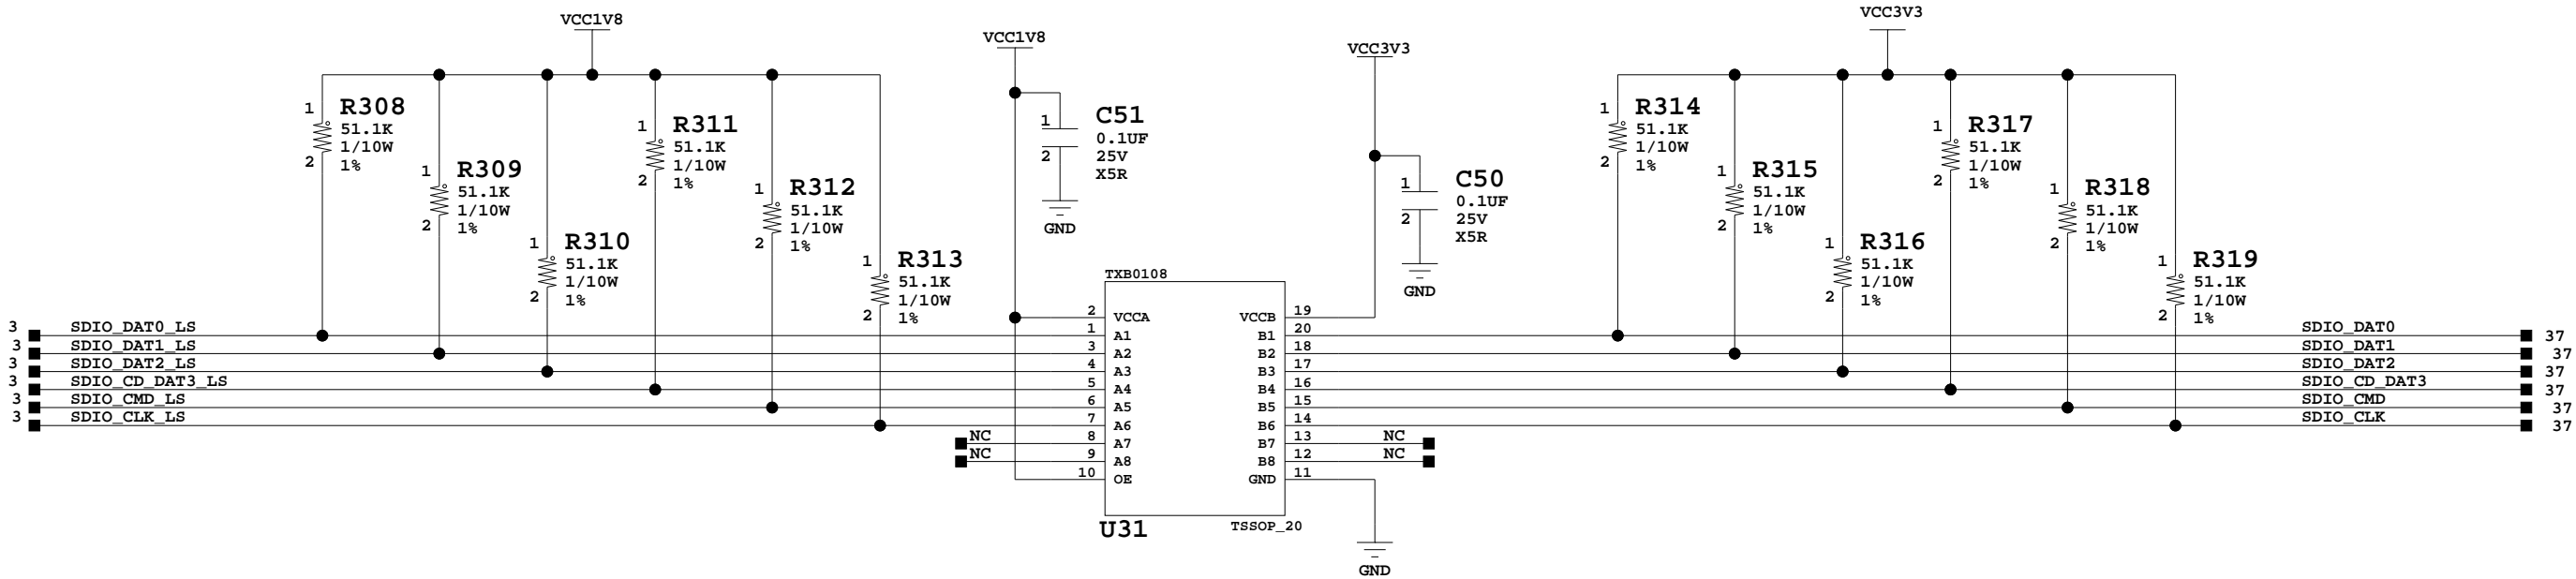 VCC1V8
R308
51.1K
1/10W
1%
1
2
R309
51.1K
1/10W
1%
1
2
R310
51.1K
1/10W
1%
1
2
R311
51.1K
1/10W
1%
1
2
R312
51.1K
1/10W
1%
1
2
R313
51.1K
1/10W
1%
1
2
3 SDIO_DAT0_LS
3 SDIO_DAT1_LS
3 SDIO_DAT2_LS
3 SDIO_CD_DAT3_LS
3 SDIO_CMD_LS
3 SDIO_CLK_LS
NC
NC
VCC1V8
C51
0.1UF
25V
X5R
1
2
GND
VCC3V3
C50
0.1UF
25V
X5R
1
2
GND
TXB0108
2 VCCA VCCB 19
1 A1 B1 20
3 A2 B2 18
4 A3 B3 17
5 A4 B4 16
6 A5 B5 15
7 A6 B6 14
8 A7 B7 13
9 A8 B8 12
10 OE GND 11
U31 TSSOP_20
NC
NC
GND
VCC3V3
R314
51.1K
1/10W
1%
1
2
R315
51.1K
1/10W
1%
1
2
R316
51.1K
1/10W
1%
1
2
R317
51.1K
1/10W
1%
1
2
R318
51.1K
1/10W
1%
1
2
R319
51.1K
1/10W
1%
1
2
SDIO_DAT0 37
SDIO_DAT1 37
SDIO_DAT2 37
SDIO_CD_DAT3 37
SDIO_CMD 37
SDIO_CLK 37